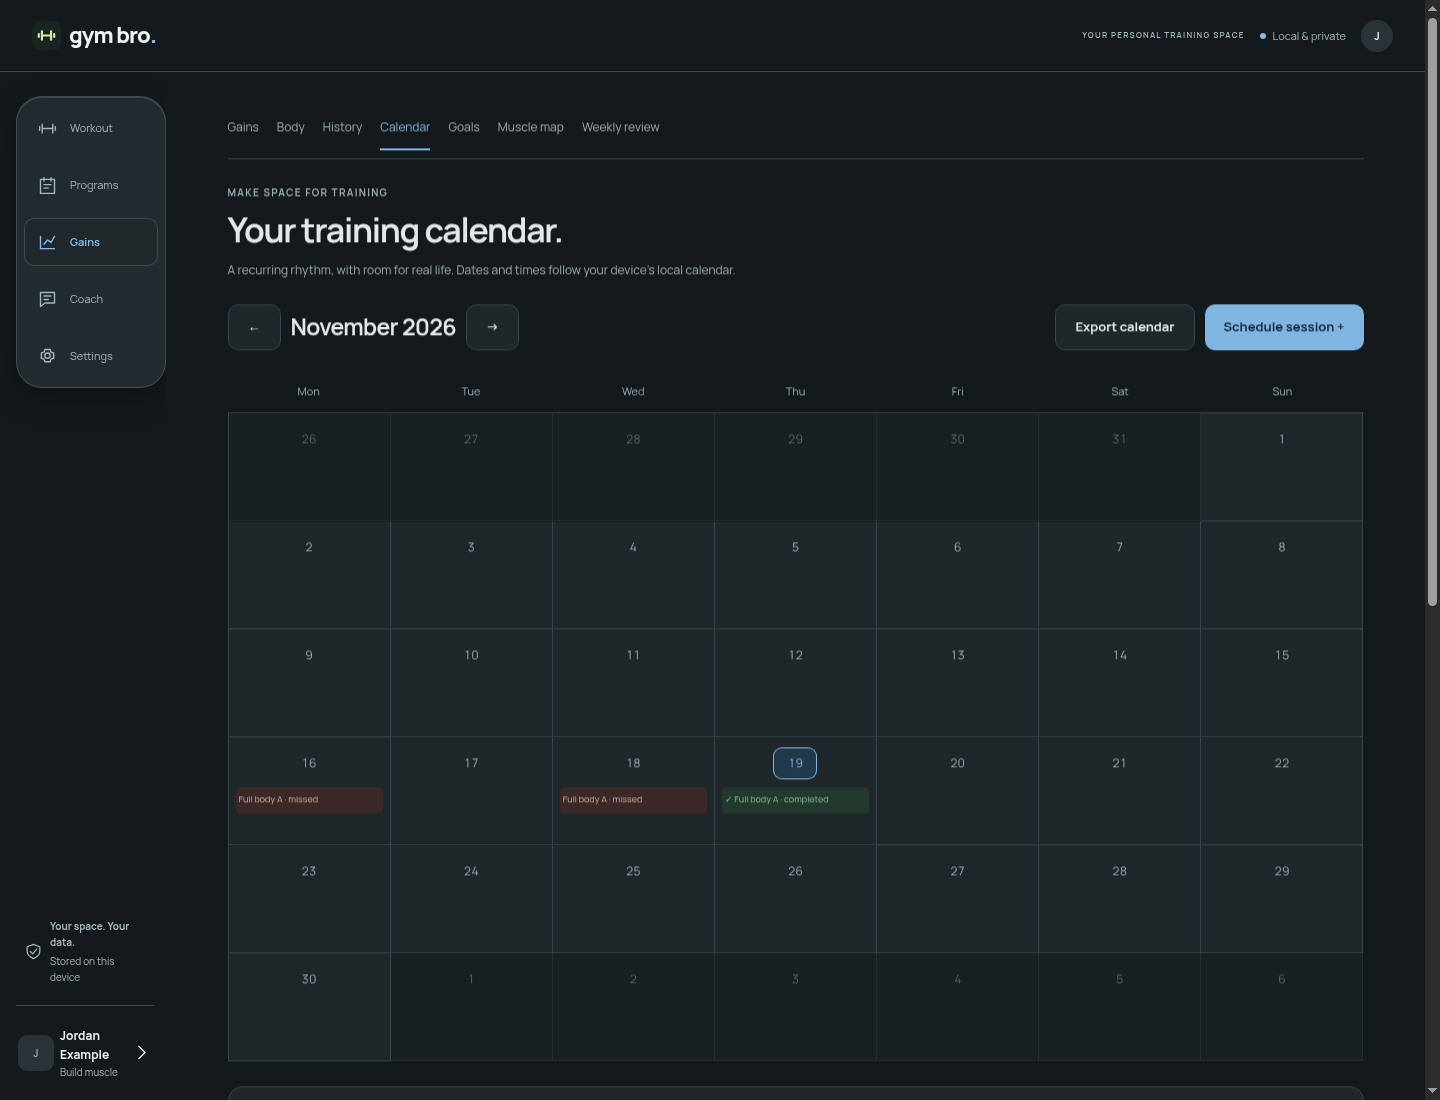 gym bro.
YOUR PERSONAL TRAINING SPACE
Local & private
J
Workout
Programs
Gains
Coach
Settings
Gains Body History Calendar Goals Muscle map Weekly review
MAKE SPACE FOR TRAINING
Your training calendar.
A recurring rhythm, with room for real life. Dates and times follow your device's local calendar.
← November 2026 →
Export calendar
Schedule session +
Mon Tue Wed Thu Fri Sat Sun
26 27 28 29 30 31 1
2 3 4 5 6 7 8
9 10 11 12 13 14 15
16 17 18 19 20 21 22
Full body A · missed
Full body A · missed
✓ Full body A · completed
23 24 25 26 27 28 29
30 1 2 3 4 5 6
Your space. Your
data.
Stored on this
device
J
Jordan
Example
Build muscle